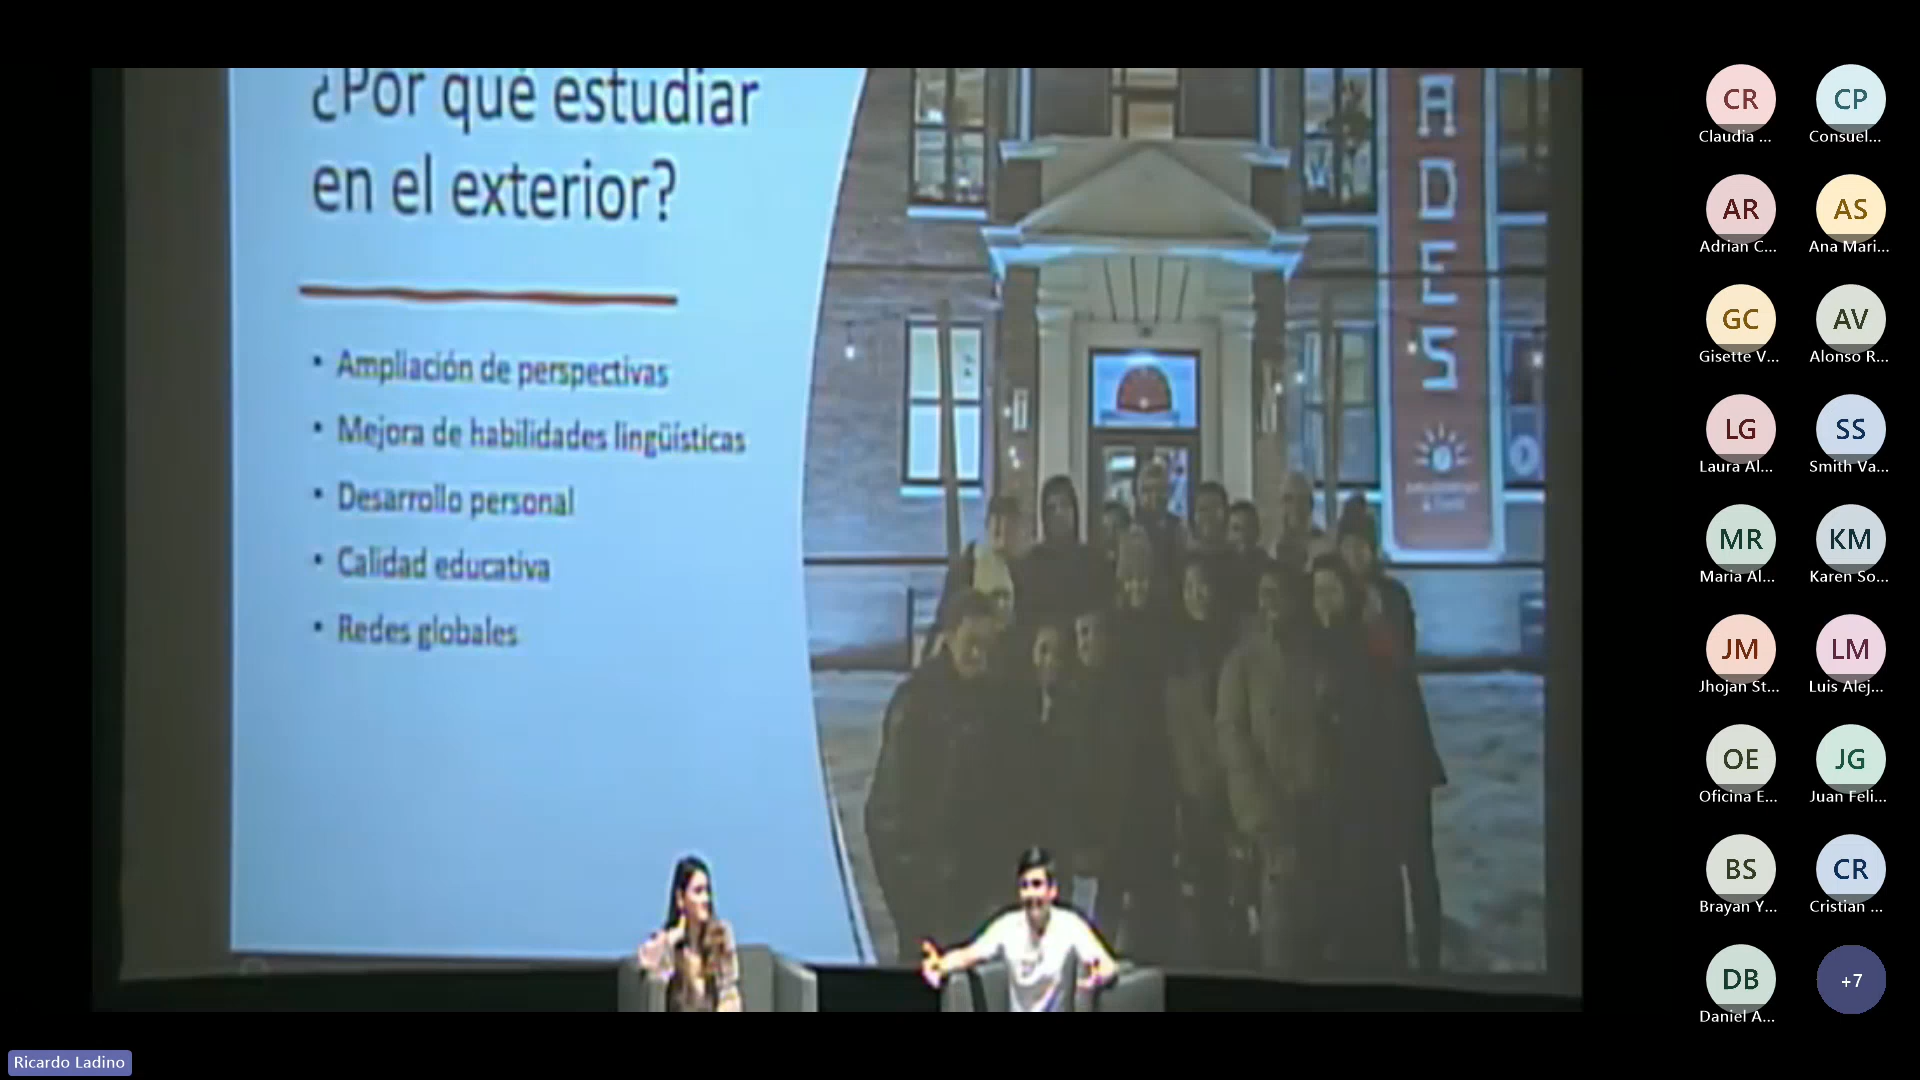 ¿Por qué estudiar
en el exterior?
• Ampliación de perspectivas
• Mejora de habilidades lingüísticas
• Desarrollo personal
• Calidad educativa
• Redes globales
ADES
CR
Claudia ...
CP
Consuel...
AR
Adrian C...
AS
Ana Mari...
GC
Gisette V...
AV
Alonso R...
LG
Laura Al...
SS
Smith Va...
MR
Maria Al...
KM
Karen So...
JM
Jhojan St...
LM
Luis Alej...
OE
Oficina E...
JG
Juan Feli...
BS
Brayan Y...
CR
Cristian ...
DB
Daniel A...
+7
Ricardo Ladino